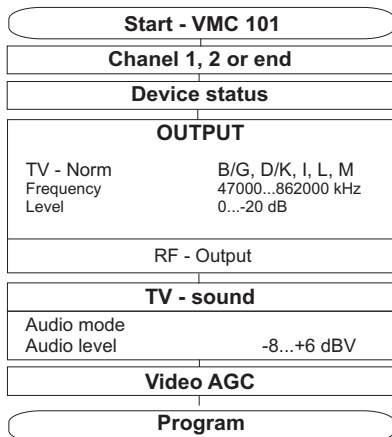 Start - VMC 101
Chanel 1, 2 or end
Device status
OUTPUT
TV - Norm B/G, D/K, I, L, M
Frequency 47000...862000 kHz
Level 0...-20 dB
RF - Output
TV - sound
Audio mode
Audio level -8...+6 dBV
Video AGC
Program